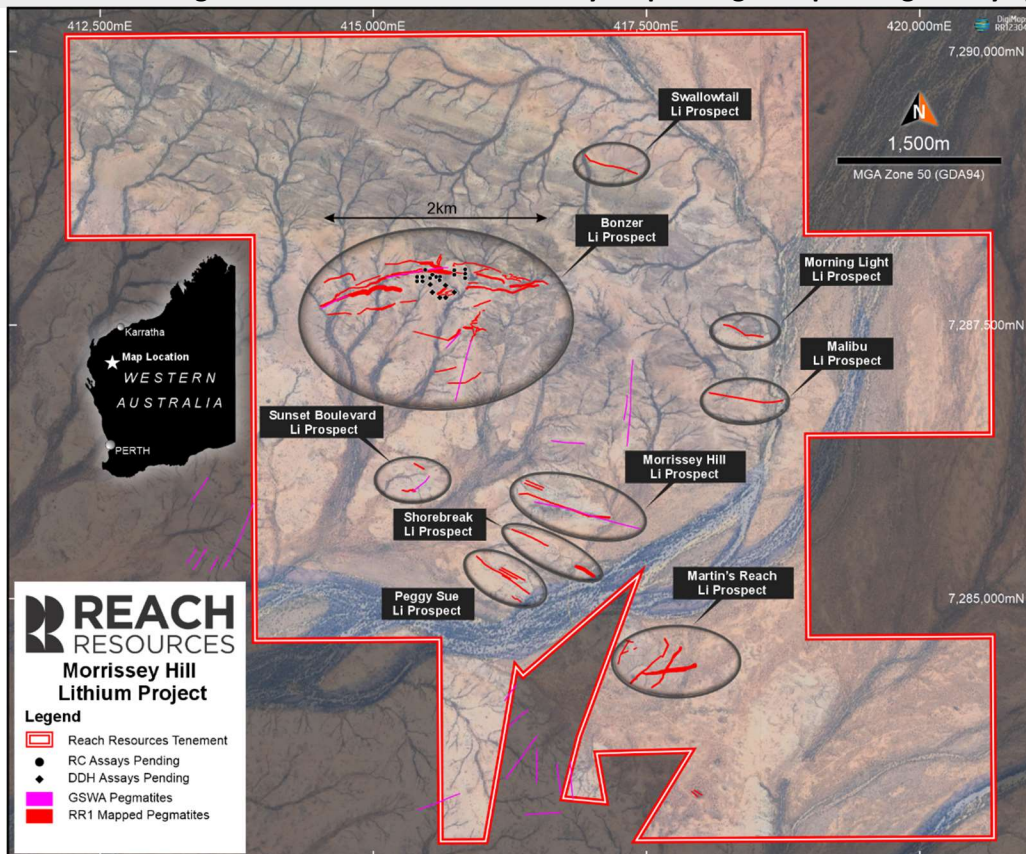 412,500mE
415,000mE
417,500mE
420,000mE
DigiMap
RR12304
7,290,000mN
N
1,500m
MGA Zone 50 (GDA94)
Swallowtail
Li Prospect
2km
Bonzer
Li Prospect
Morning Light
Li Prospect
7,287,500mN
Malibu
Li Prospect
Karratha
Map Location
WESTERN
AUSTRALIA
PERTH
Sunset Boulevard
Li Prospect
Morrissey Hill
Li Prospect
Shorebreak
Li Prospect
Peggy Sue
Li Prospect
Martin's Reach
Li Prospect
7,285,000mN
REACH
RESOURCES
Morrissey Hill
Lithium Project
Legend
Reach Resources Tenement
RC Assays Pending
DDH Assays Pending
GSWA Pegmatites
RR1 Mapped Pegmatites